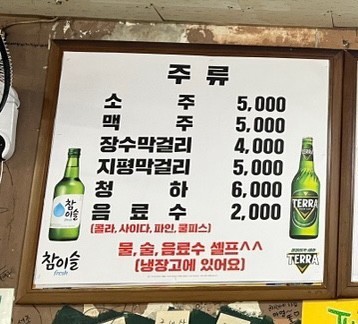 주 류
소 주 5,000
맥 주 5,000
장수막걸리 4,000
지평막걸리 5,000
청 하 6,000
음 료 수 2,000
(콜라, 사이다, 파인, 쿨피스)
물,술,음료수 셀프^^
(냉장고에 있어요)
참이슬
fresh
참이슬
fresh
TERRA
TERRA